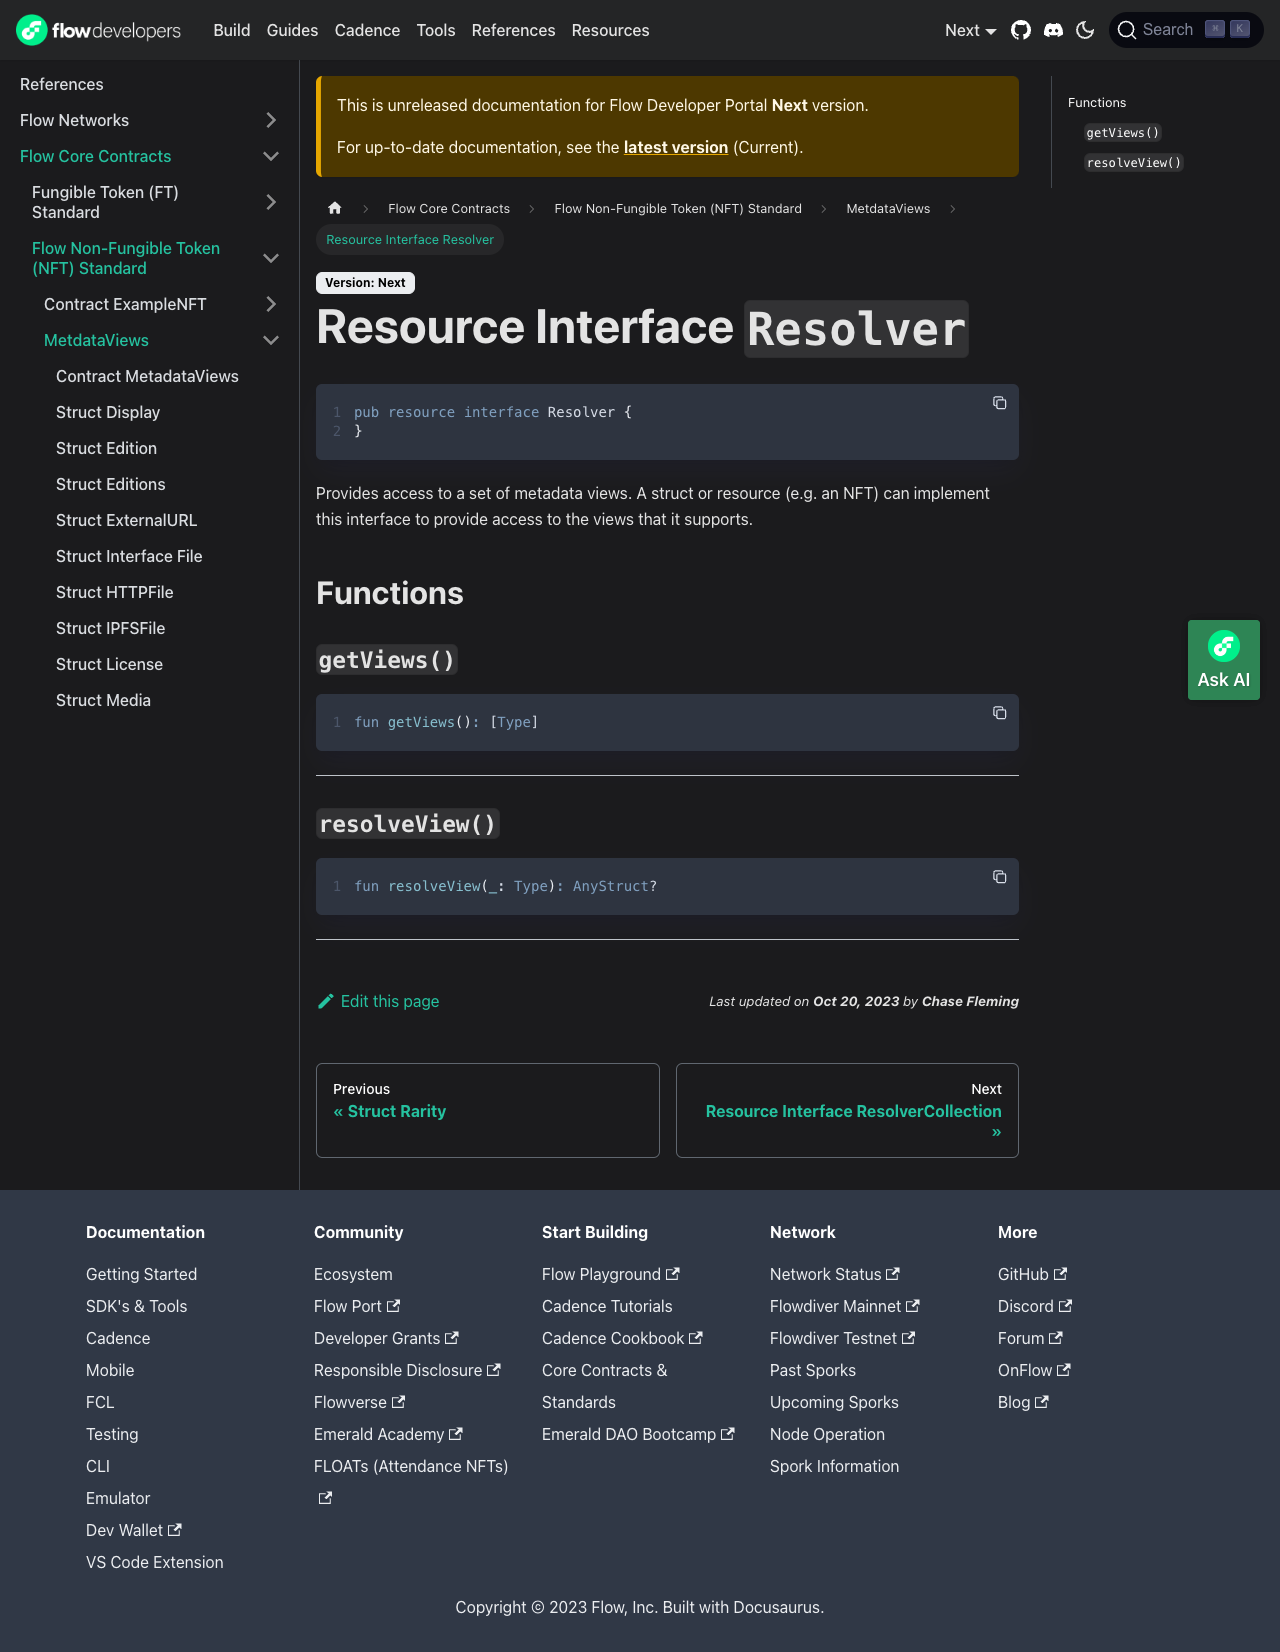 flowdevelopers
Build Guides Cadence Tools References Resources
Next
Search ⌘ K
References
Flow Networks
Flow Core Contracts
Fungible Token (FT)
Standard
Flow Non-Fungible Token
(NFT) Standard
Contract ExampleNFT
MetdataViews
Contract MetadataViews
Struct Display
Struct Edition
Struct Editions
Struct ExternalURL
Struct Interface File
Struct HTTPFile
Struct IPFSFile
Struct License
Struct Media
This is unreleased documentation for Flow Developer Portal Next version.
For up-to-date documentation, see the latest version (Current).
Flow Core Contracts Flow Non-Fungible Token (NFT) Standard MetdataViews
Resource Interface Resolver
Version: Next
Resource Interface Resolver
1 pub resource interface Resolver {
2 }
Provides access to a set of metadata views. A struct or resource (e.g. an NFT) can implement
this interface to provide access to the views that it supports.
Functions
getViews()
1 fun getViews(): [Type]
resolveView()
1 fun resolveView(_: Type): AnyStruct?
Edit this page
Last updated on Oct 20, 2023 by Chase Fleming
Previous
« Struct Rarity
Next
Resource Interface ResolverCollection
»
Functions
getViews()
resolveView()
Ask AI
Documentation
Getting Started
SDK's & Tools
Cadence
Mobile
FCL
Testing
CLI
Emulator
Dev Wallet
VS Code Extension
Community
Ecosystem
Flow Port
Developer Grants
Responsible Disclosure
Flowverse
Emerald Academy
FLOATs (Attendance NFTs)
Start Building
Flow Playground
Cadence Tutorials
Cadence Cookbook
Core Contracts &
Standards
Emerald DAO Bootcamp
Network
Network Status
Flowdiver Mainnet
Flowdiver Testnet
Past Sporks
Upcoming Sporks
Node Operation
Spork Information
More
GitHub
Discord
Forum
OnFlow
Blog
Copyright © 2023 Flow, Inc. Built with Docusaurus.